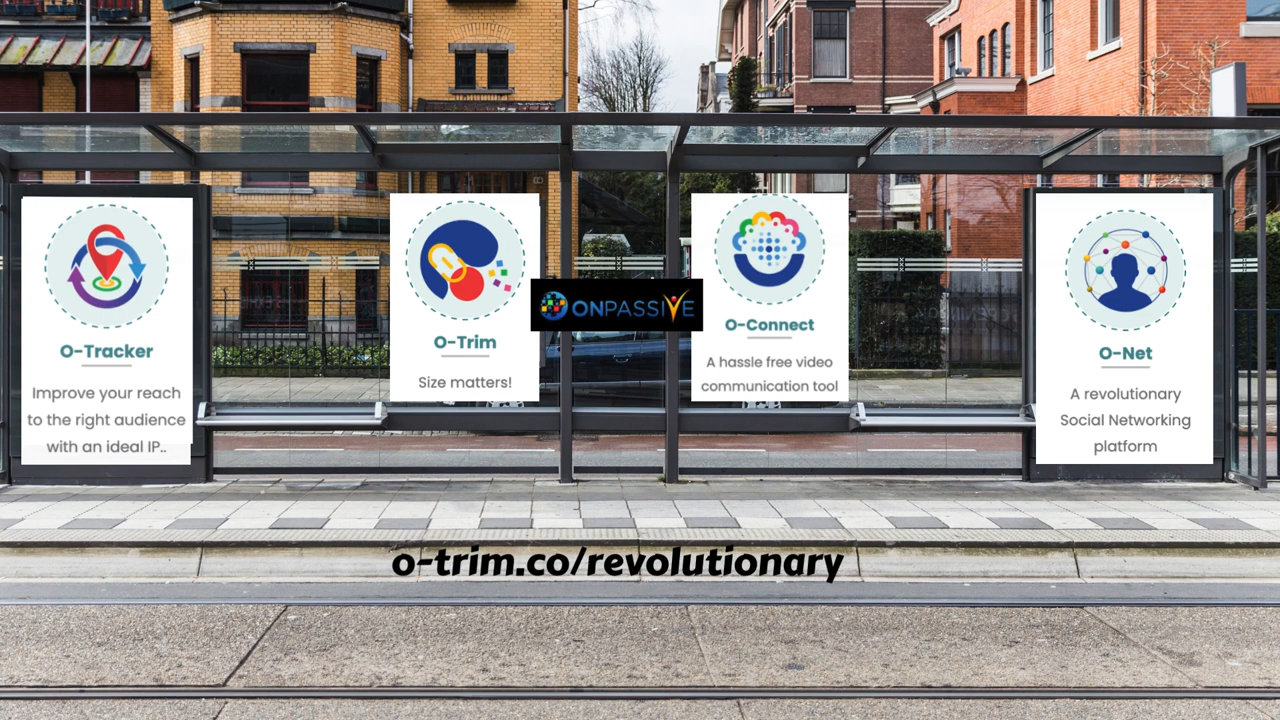 O-Tracker
Improve your reach
to the right audience
with an ideal IP..
O-Trim
Size matters!
ONPASSIVE
O-Connect
A hassle free video
communication tool
O-Net
A revolutionary
Social Networking
platform
o-trim.co/revolutionary